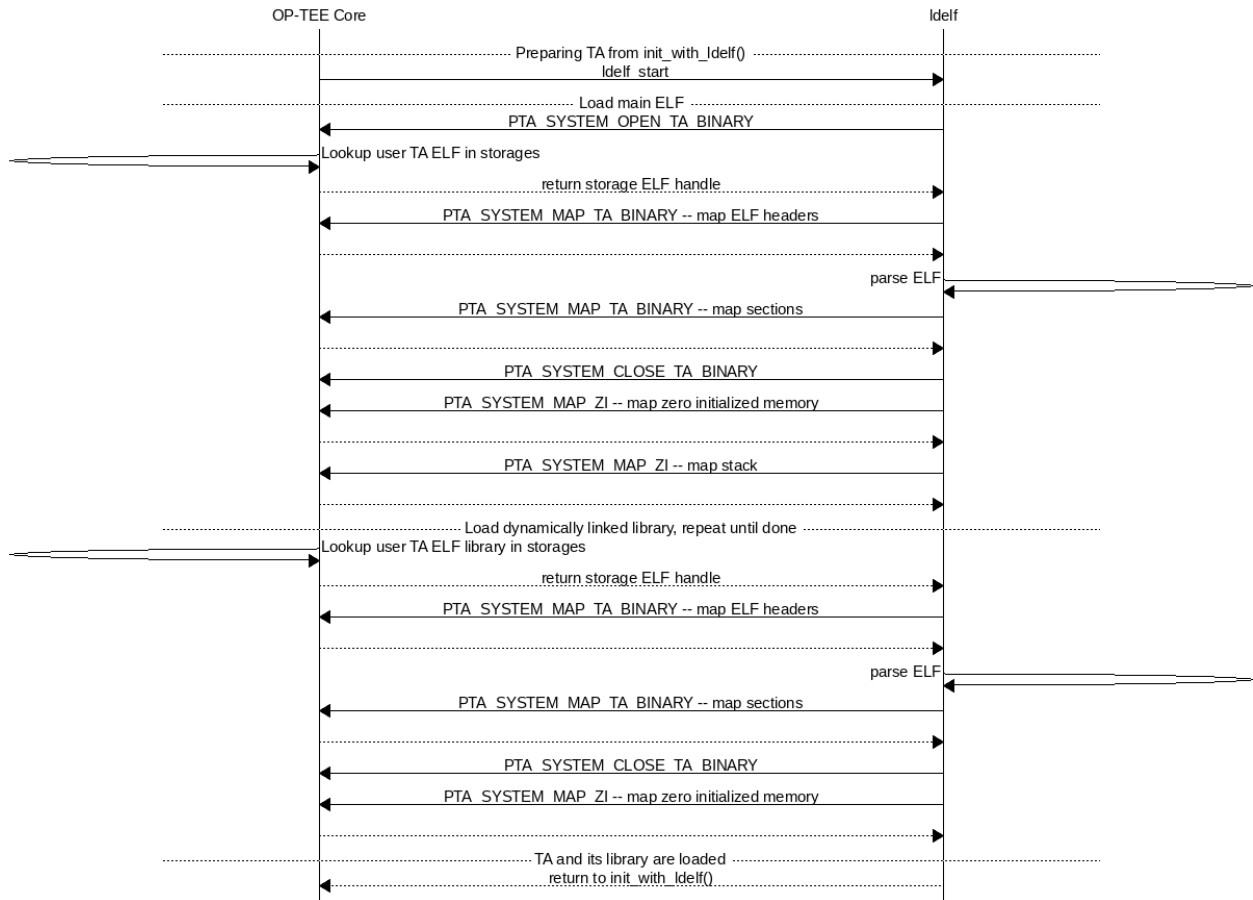 OP-TEE Core
ldelf
Preparing TA from init_with_ldelf()
ldelf_start
Load main ELF
PTA_SYSTEM_OPEN_TA_BINARY
Lookup user TA ELF in storages
return storage ELF handle
PTA_SYSTEM_MAP_TA_BINARY -- map ELF headers
parse ELF
PTA_SYSTEM_MAP_TA_BINARY -- map sections
PTA_SYSTEM_CLOSE_TA_BINARY
PTA_SYSTEM_MAP_ZI -- map zero initialized memory
PTA_SYSTEM_MAP_ZI -- map stack
Load dynamically linked library, repeat until done
Lookup user TA ELF library in storages
return storage ELF handle
PTA_SYSTEM_MAP_TA_BINARY -- map ELF headers
parse ELF
PTA_SYSTEM_MAP_TA_BINARY -- map sections
PTA_SYSTEM_CLOSE_TA_BINARY
PTA_SYSTEM_MAP_ZI -- map zero initialized memory
TA and its library are loaded
return to init_with_ldelf()